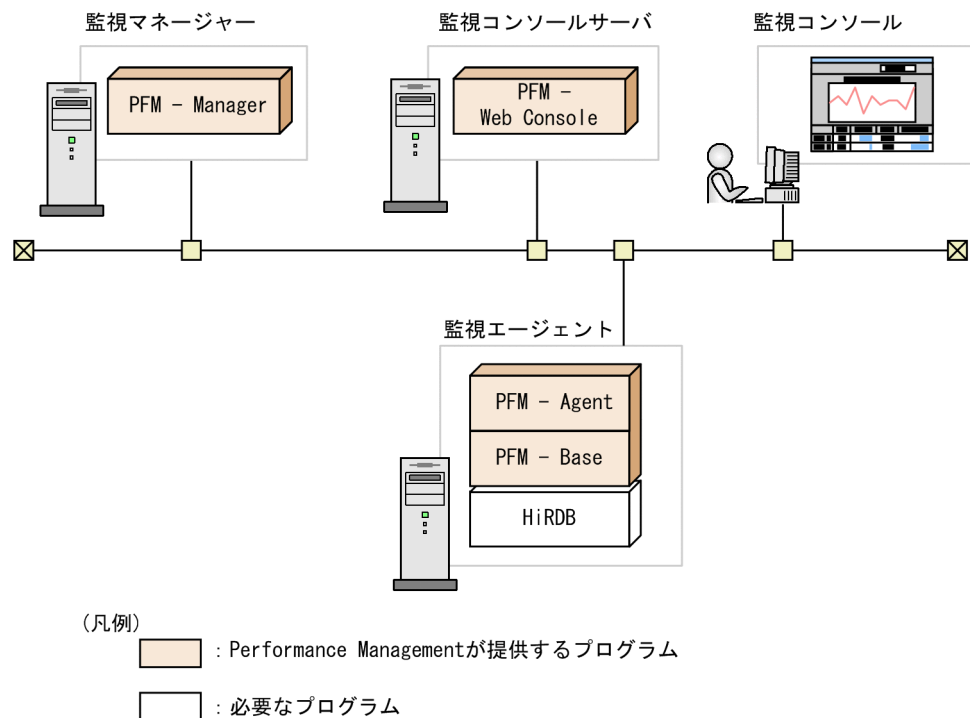 監視マネージャー
監視コンソールサーバ
監視コンソール
PFM - Manager
PFM -
Web Console
監視エージェント
PFM - Agent
PFM - Base
HiRDB
(凡例)
：Performance Managementが提供するプログラム
：必要なプログラム